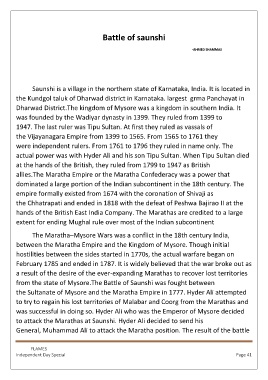 Battle of saunshi
-AHMED SHAMMAS
Saunshi is a village in the northern state of Karnataka, India. It is located in
the Kundgol taluk of Dharwad district in Karnataka. largest grma Panchayat in
Dharwad District.The kingdom of Mysore was a kingdom in southern India. It
was founded by the Wadiyar dynasty in 1399. They ruled from 1399 to
1947. The last ruler was Tipu Sultan. At first they ruled as vassals of
the Vijayanagara Empire from 1399 to 1565. From 1565 to 1761 they
were independent rulers. From 1761 to 1796 they ruled in name only. The
actual power was with Hyder Ali and his son Tipu Sultan. When Tipu Sultan died
at the hands of the British, they ruled from 1799 to 1947 as British
allies.The Maratha Empire or the Maratha Confederacy was a power that
dominated a large portion of the Indian subcontinent in the 18th century. The
empire formally existed from 1674 with the coronation of Shivaji as
the Chhatrapati and ended in 1818 with the defeat of Peshwa Bajirao II at the
hands of the British East India Company. The Marathas are credited to a large
extent for ending Mughal rule over most of the Indian subcontinent
The Maratha–Mysore Wars was a conflict in the 18th century India,
between the Maratha Empire and the Kingdom of Mysore. Though initial
hostilities between the sides started in 1770s, the actual warfare began on
February 1785 and ended in 1787. It is widely believed that the war broke out as
a result of the desire of the ever-expanding Marathas to recover lost territories
from the state of Mysore.The Battle of Saunshi was fought between
the Sultanate of Mysore and the Maratha Empire in 1777. Hyder Ali attempted
to try to regain his lost territories of Malabar and Coorg from the Marathas and
was successful in doing so. Hyder Ali who was the Emperor of Mysore decided
to attack the Marathas at Saunshi. Hyder Ali decided to send his
General, Muhammad Ali to attack the Maratha position. The result of the battle
FLAMES
Independent Day Special Page 41